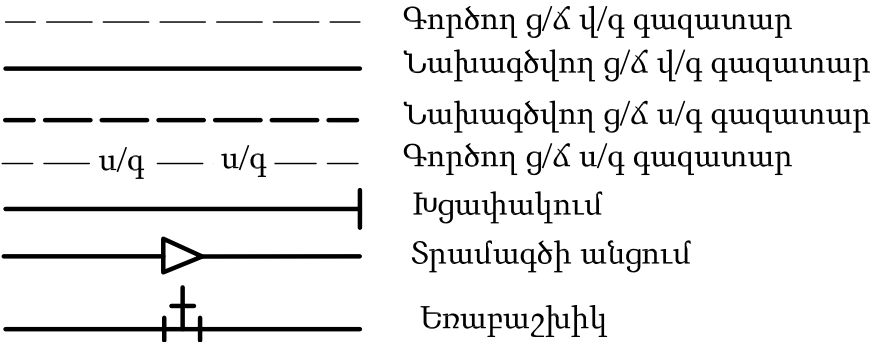 Գործող ց/ճ վ/գ գազատար
Նախագծվող ց/ճ վ/գ գազատար
Նախագծվող ց/ճ ս/գ գազատար
ս/գ ս/գ Գործող ց/ճ ս/գ գազատար
Խցափակում
Տրամագծի անցում
Եռաբաշխիկ